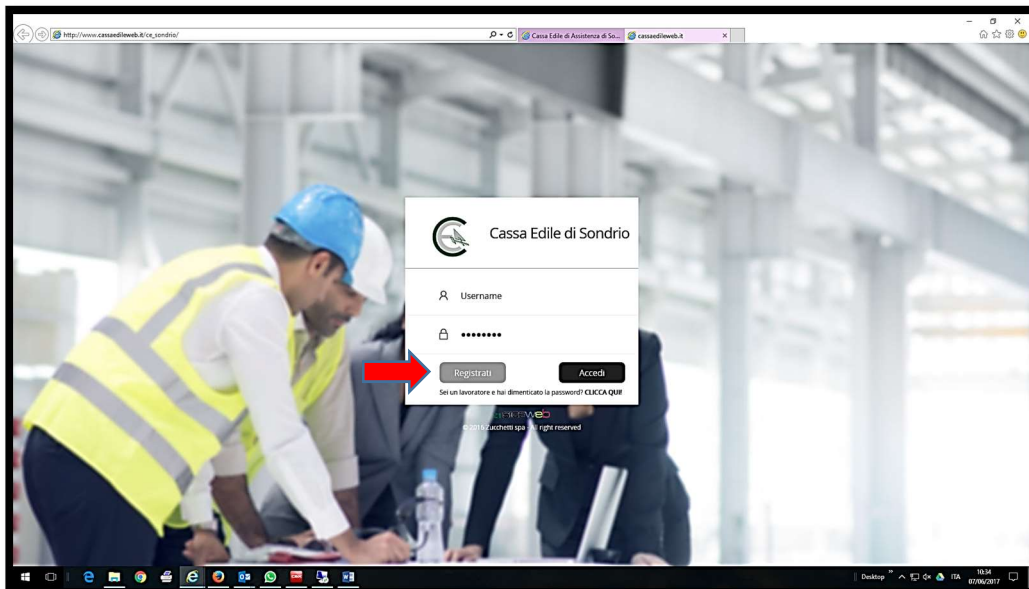 http://www.cassaedileweb.it/ce_sondrio/
Cassa Edile di Assistenza di So...
cassaedileweb.it
Cassa Edile di Sondrio
Username
Registrati
Accedi
Sei un lavoratore e hai dimenticato la password? CLICCA QUI!
Zucchetti spa - All right reserved
Desktop
ITA
10:34
07/06/2017